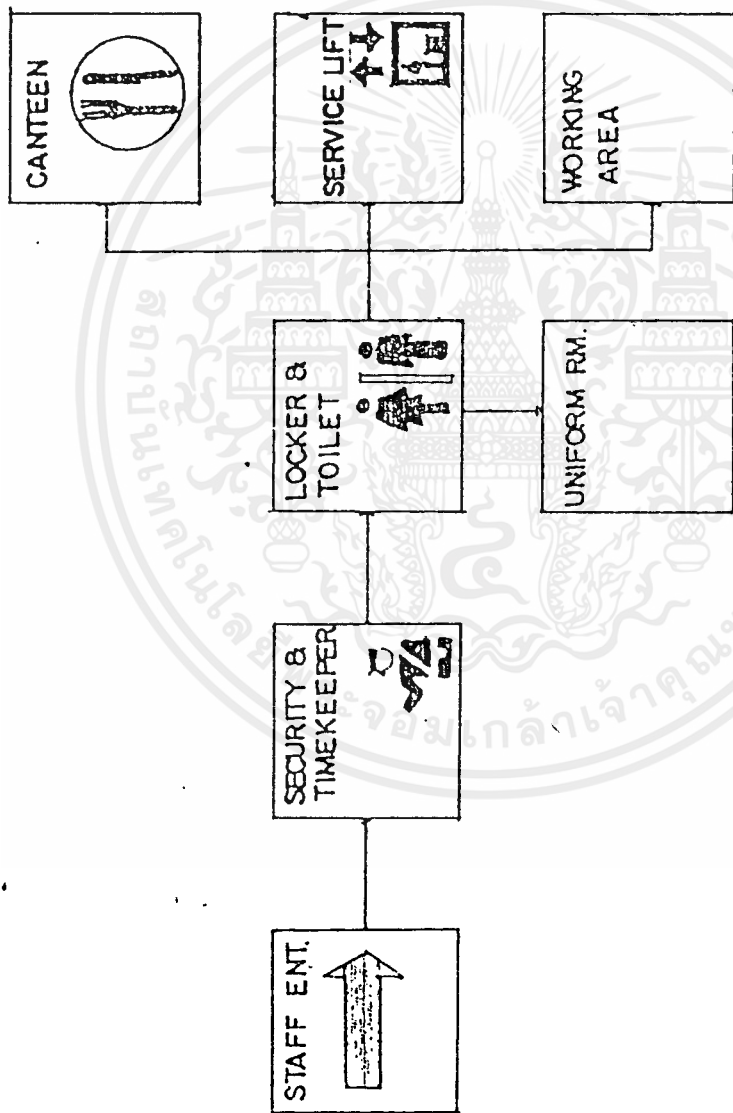 STAFF ENT.
SECURITY &
TIMEKEEPER
LOCKER &
TOILET
UNIFORM RM.
CANTEEN
SERVICE LIFT
WORKING
AREA